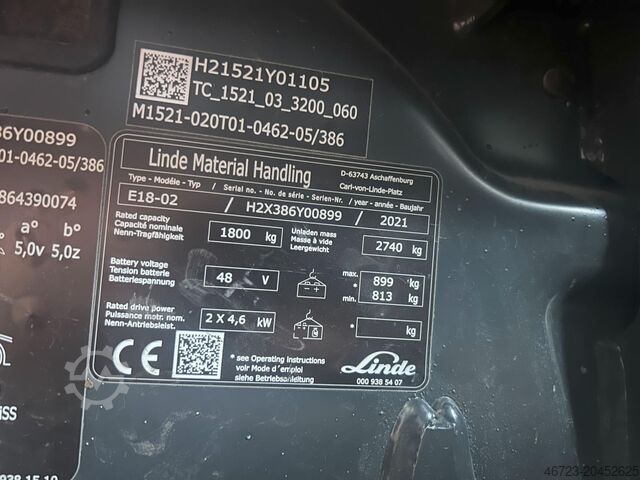 H21521Y01105
TC_1521_03_3200_060
M1521-020T01-0462-05/386
86Y00899
01-0462-05/386
864390074
a° b°
5,0v 5,0z
Linde Material Handling
D-63743 Aschaffenburg
Carl-von-Linde-Platz
Type - Modéle - Typ / Serial no. - No. de série - Serien-Nr. / year - année - Baujahr
E18-02 / H2X386Y00899 / 2021
Rated capacity
Capacité nominale
Nenn-Tragfähigkeit
1800 kg
Unladen mass
Masse à vide
Leergewicht
2740 kg
Battery voltage
Tension batterie
Batteriespannung
48 V
max. 899 kg
* min. 813 kg
Rated drive power
Puissance motr. nom.
Nenn-Antriebsleist.
2 X 4,6 kW
* kg
CE
* see Operating instructions
voir Mode d'emploi
siehe Betriebsanleitung
Linde
000 938 54 07
46723-20452625